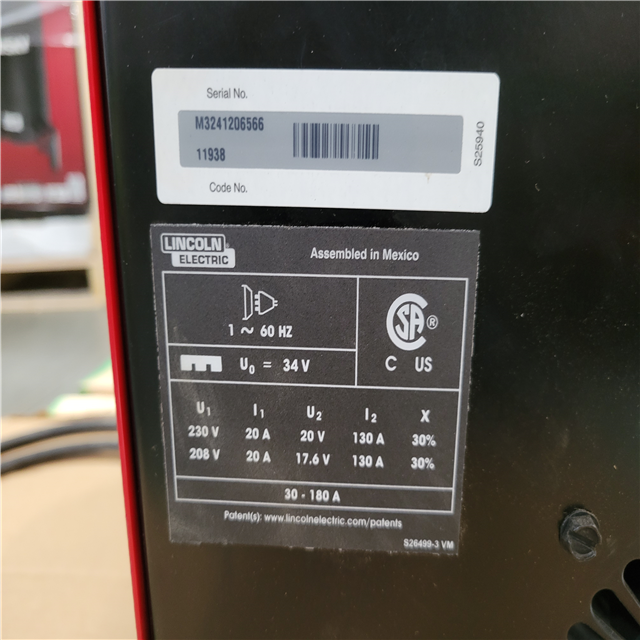 Serial No.
M3241206566
11938
Code No.
S25940
LINCOLN®
ELECTRIC
Assembled in Mexico
1 ~ 60 HZ
SA ®
C US
U0 = 34 V
U1 I1 U2 I2 X
230 V 20 A 20 V 130 A 30%
208 V 20 A 17.6 V 130 A 30%
30 - 180 A
Patent(s): www.lincolnelectric.com/patents
S26499-3 VM